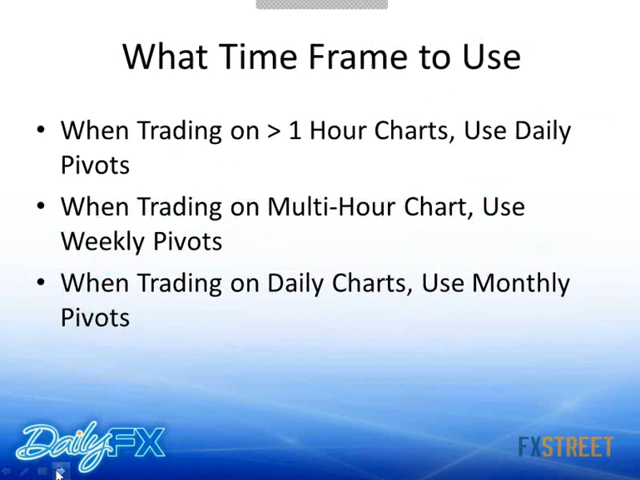 What Time Frame to Use
• When Trading on > 1 Hour Charts, Use Daily
Pivots
• When Trading on Multi-Hour Chart, Use
Weekly Pivots
• When Trading on Daily Charts, Use Monthly
Pivots
DailyFX
FXSTREET